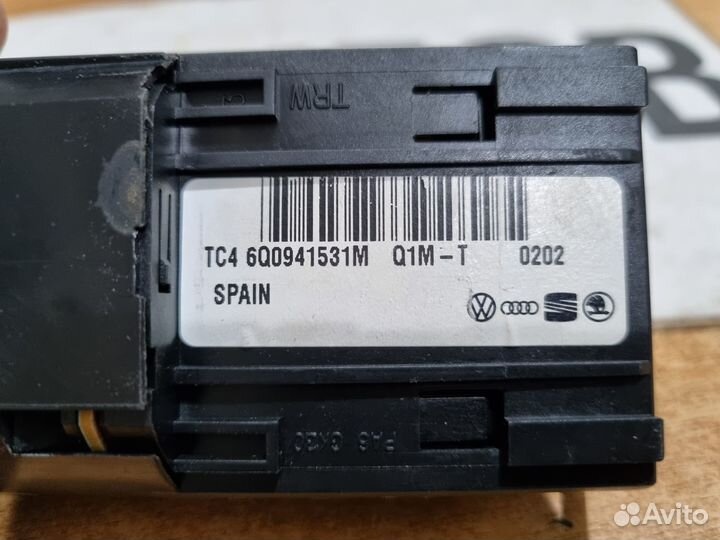 TRW
TC4 6Q0941531M Q1M-T 0202
SPAIN
Avito